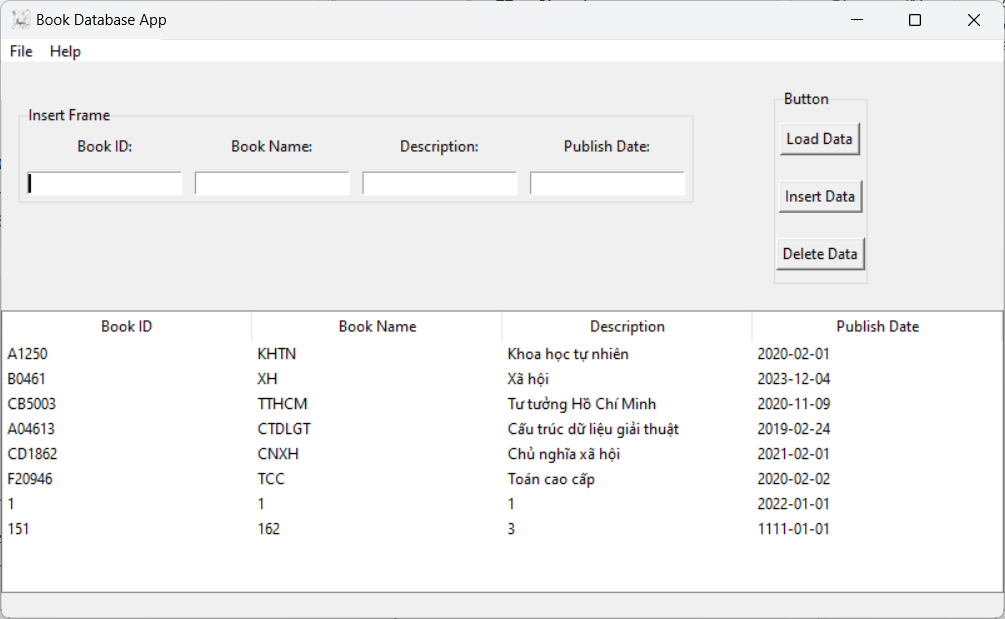 Book Database App
File Help
Insert Frame
Book ID: Book Name: Description: Publish Date:
Button
Load Data
Insert Data
Delete Data
Book ID Book Name Description Publish Date
A1250 KHTN Khoa học tự nhiên 2020-02-01
B0461 XH Xã hội 2023-12-04
CB5003 TTHCM Tư tưởng Hồ Chí Minh 2020-11-09
A04613 CTDLGT Cấu trúc dữ liệu giải thuật 2019-02-24
CD1862 CNXH Chủ nghĩa xã hội 2021-02-01
F20946 TCC Toán cao cấp 2020-02-02
1 1 1 2022-01-01
151 162 3 1111-01-01